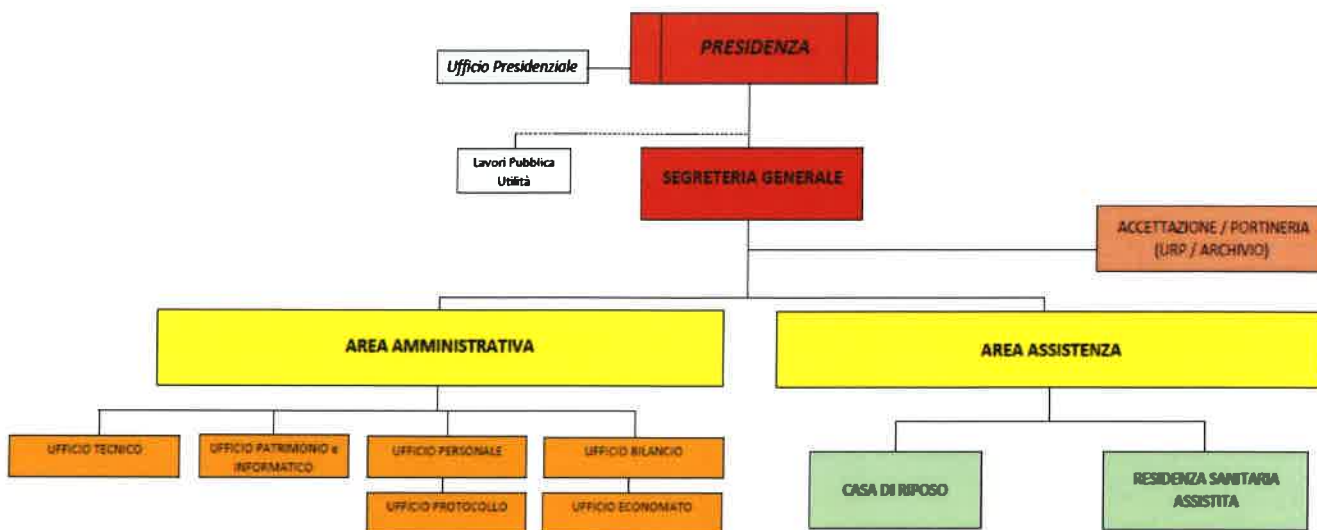 PRESIDENZA
Ufficio Presidenziale
Lavori Pubblica
Utilità
SEGRETERIA GENERALE
ACCETTAZIONE / PORTINERIA
(URP / ARCHIVIO)
AREA AMMINISTRATIVA
AREA ASSISTENZA
UFFICIO TECNICO
UFFICIO PATRIMONIO e
INFORMATICO
UFFICIO PERSONALE
UFFICIO BILANCIO
UFFICIO PROTOCOLLO
UFFICIO ECONOMATO
CASA DI RIPOSO
RESIDENZA SANITARIA
ASSISTITA